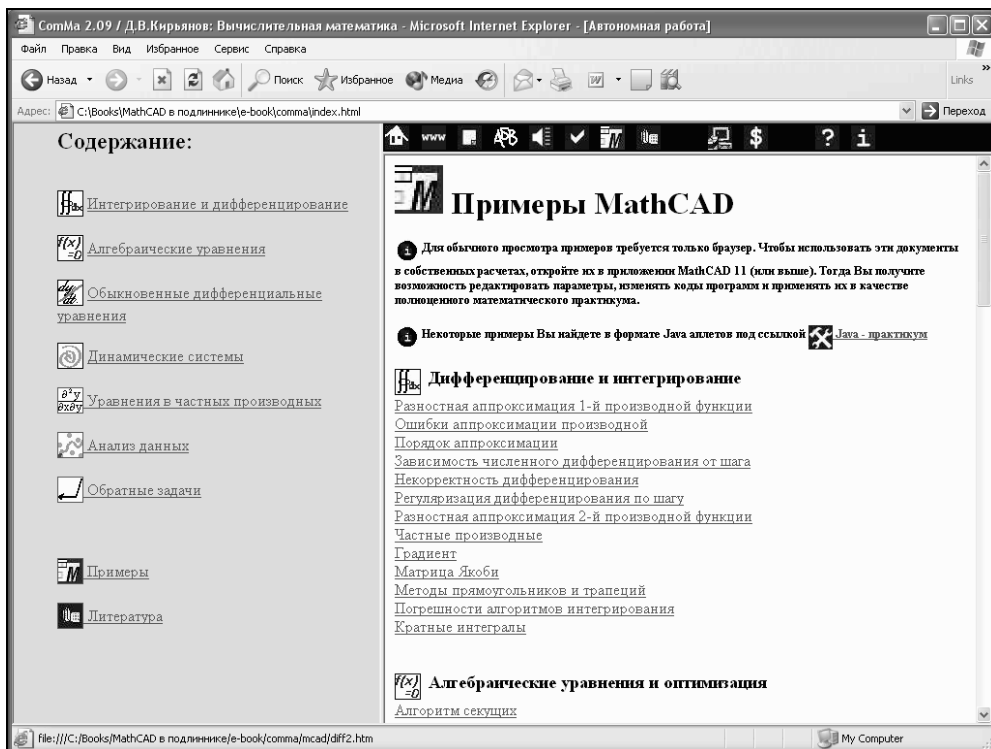 ComMa 2.09 / Д.В.Кирьянов: Вычислительная математика - Microsoft Internet Explorer - [Автономная работа]
Файл Правка Вид Избранное Сервис Справка
Назад Поиск Избранное Медиа Links
Адрес: C:\Books\MathCAD в подлиннике\e-book\comma\index.html Переход
Содержание:
Интегрирование и дифференцирование
Алгебраические уравнения
Обыкновенные дифференциальные
уравнения
Динамические системы
Уравнения в частных производных
Анализ данных
Обратные задачи
Примеры
Литература
www $ ? i
Примеры MathCAD
Для обычного просмотра примеров требуется только браузер. Чтобы использовать эти документы
в собственных расчетах, откройте их в приложении MathCAD 11 (или выше). Тогда Вы получите
возможность редактировать параметры, изменять коды программ и применять их в качестве
полноценного математического практикума.
Некоторые примеры Вы найдете в формате Java апплетов под ссылкой Java - практикум
Дифференцирование и интегрирование
Разностная аппроксимация 1-й производной функции
Ошибки аппроксимации производной
Порядок аппроксимации
Зависимость численного дифференцирования от шага
Некорректность дифференцирования
Регуляризация дифференцирования по шагу
Разностная аппроксимация 2-й производной функции
Частные производные
Градиент
Матрица Якоби
Методы прямоугольников и трапеций
Погрешности алгоритмов интегрирования
Кратные интегралы
f(x)=0 Алгебраические уравнения и оптимизация
Алгоритм секущих
file:///C:/Books/MathCAD в подлиннике/e-book/comma/mcad/diff2.htm My Computer